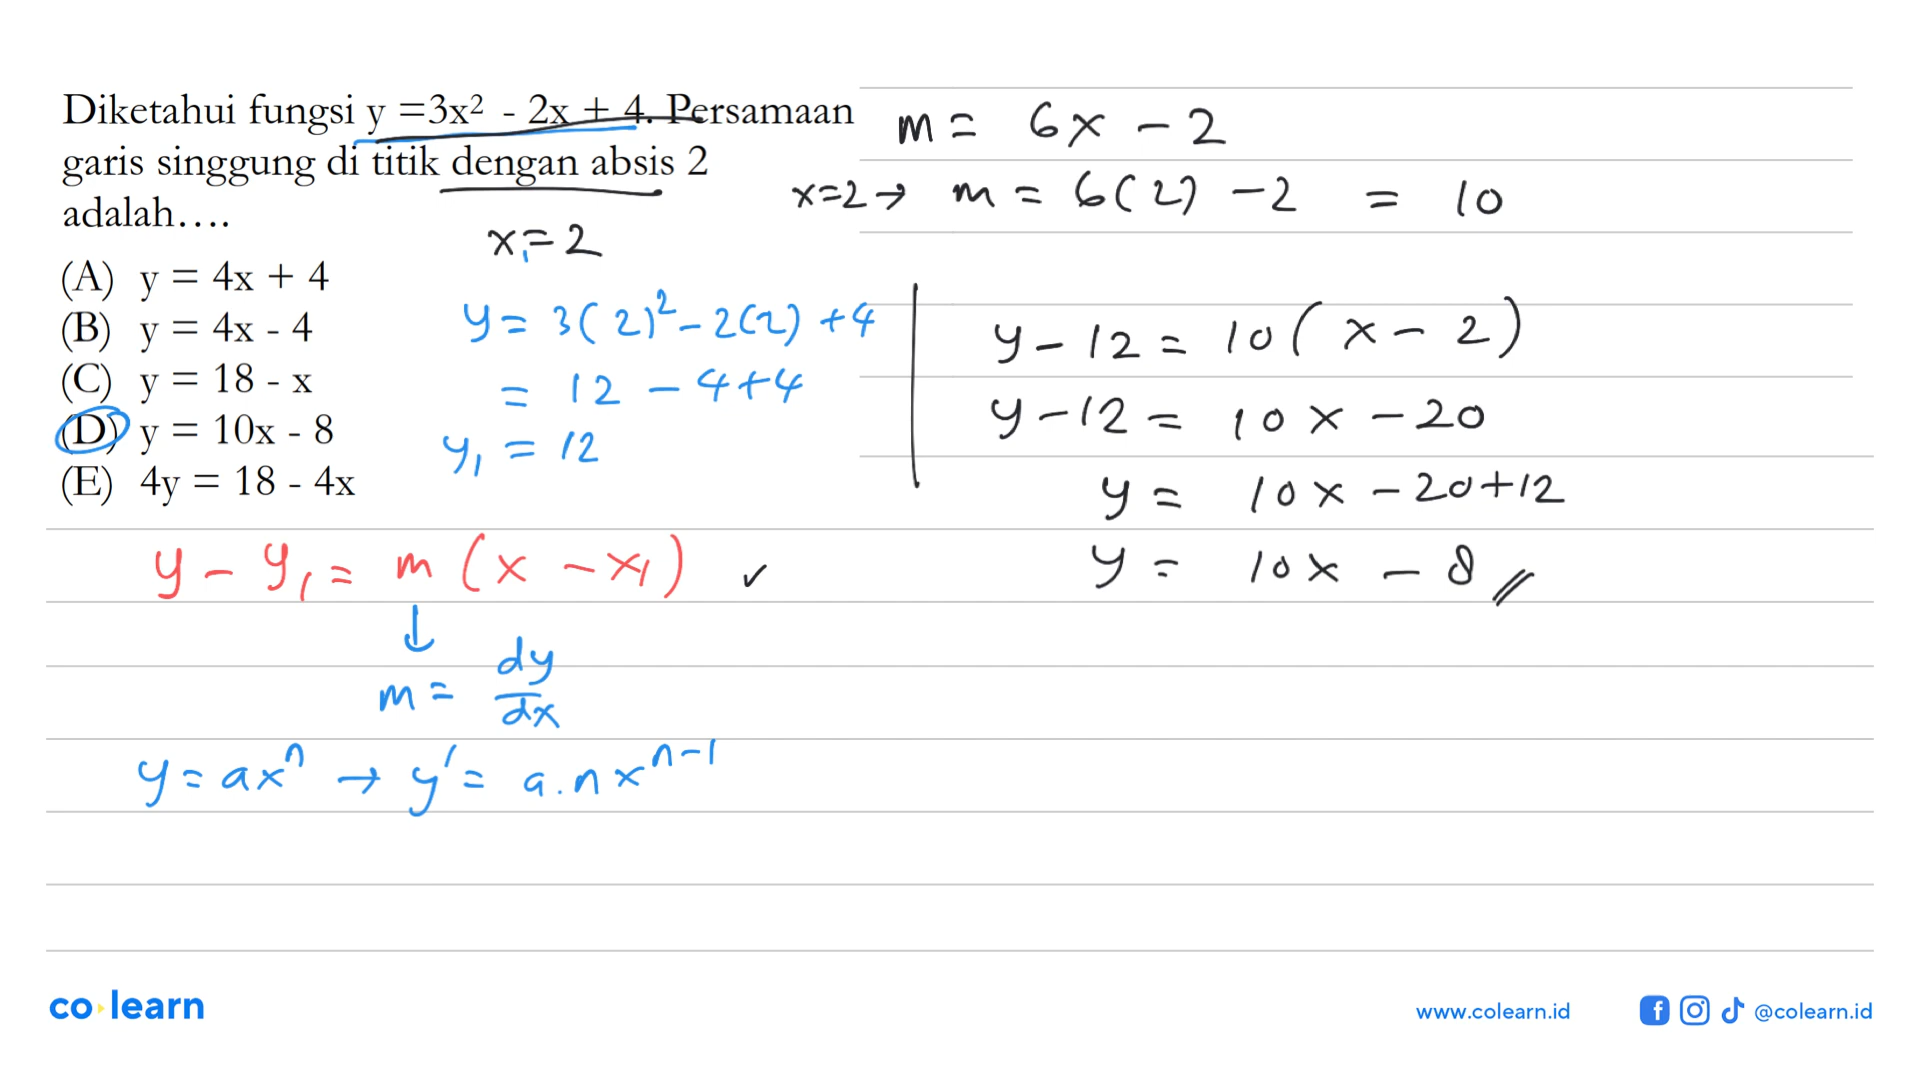 Diketahui fungsi y =3x² - 2x + 4. Persamaan
garis singgung di titik dengan absis 2
adalah....
(A) y = 4x + 4
(B) y = 4x - 4
(C) y = 18 - x
(D) y = 10x - 8
(E) 4y = 18 - 4x
x₁=2
y = 3(2)² - 2(2) + 4
= 12 - 4+4
y₁ = 12
y - y₁ = m (x - x₁) ✓
↓
m = dy/dx
y = axⁿ → y' = a.n xⁿ⁻¹
m = 6x - 2
x=2 → m = 6(2) - 2 = 10
y - 12 = 10(x - 2)
y - 12 = 10x - 20
y = 10x - 20+12
y = 10x - 8
co learn
www.colearn.id
@colearn.id